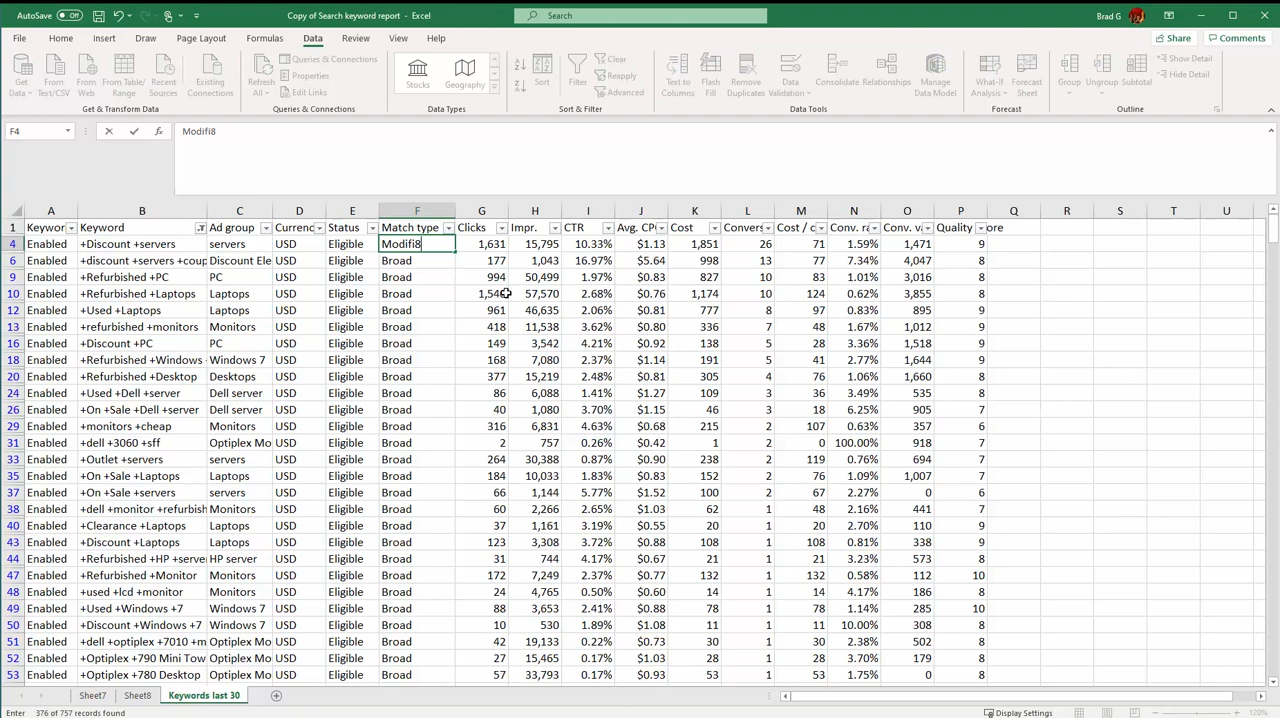 AutoSave Off Copy of Search keyword report - Excel Search Brad G
File Home Insert Draw Page Layout Formulas Data Review View Help Share Comments
Get Data From Text/CSV From Web From Table/ Range Recent Sources Existing Connections Refresh All Queries & Connections Properties Edit Links Stocks Geography Sort Filter Clear Reapply Advanced Text to Columns Flash Fill Remove Duplicates Data Validation Consolidate Relationships Manage Data Model What-If Analysis Forecast Sheet Group Ungroup Subtotal Show Detail Hide Detail
Get & Transform Data Queries & Connections Data Types Sort & Filter Data Tools Forecast Outline
F4 fx Modifi8
A B C D E F G H I J K L M N O P Q R S T U V
1 Keywor Keyword Ad group Currenc Status Match type Clicks Impr. CTR Avg. CP Cost Convers Cost / c Conv. ra Conv. va Quality ore
4 Enabled +Discount +servers servers USD Eligible Modifi8 1,631 15,795 10.33% $1.13 1,851 26 71 1.59% 1,471 9
6 Enabled +discount +servers +coup Discount Ele USD Eligible Broad 177 1,043 16.97% $5.64 998 13 77 7.34% 4,047 8
9 Enabled +Refurbished +PC PC USD Eligible Broad 994 50,499 1.97% $0.83 827 10 83 1.01% 3,016 8
10 Enabled +Refurbished +Laptops Laptops USD Eligible Broad 57,570 2.68% $0.76 1,174 10 124 0.62% 3,855 8
12 Enabled +Used +Laptops Laptops USD Eligible Broad 961 46,635 2.06% $0.81 777 8 97 0.83% 895 9
13 Enabled +refurbished +monitors Monitors USD Eligible Broad 418 11,538 3.62% $0.80 336 7 48 1.67% 1,012 9
16 Enabled +Discount +PC PC USD Eligible Broad 149 3,542 4.21% $0.92 138 5 28 3.36% 1,518 9
18 Enabled +Refurbished +Windows Windows 7 USD Eligible Broad 168 7,080 2.37% $1.14 191 5 41 2.77% 1,644 9
20 Enabled +Refurbished +Desktop Desktops USD Eligible Broad 377 15,219 2.48% $0.81 305 4 76 1.06% 1,660 8
24 Enabled +Used +Dell +server Dell server USD Eligible Broad 86 6,088 1.41% $1.27 109 3 36 3.49% 535 8
26 Enabled +On +Sale +Dell +server Dell server USD Eligible Broad 40 1,080 3.70% $1.15 46 3 18 6.25% 905 7
29 Enabled +monitors +cheap Monitors USD Eligible Broad 316 6,831 4.63% $0.68 215 2 107 0.63% 357 6
31 Enabled +dell +3060 +sff Optiplex Mo USD Eligible Broad 2 757 0.26% $0.42 1 2 0 100.00% 918 7
33 Enabled +Outlet +servers servers USD Eligible Broad 264 30,388 0.87% $0.90 238 2 119 0.76% 694 7
35 Enabled +On +Sale +Laptops Laptops USD Eligible Broad 184 10,033 1.83% $0.83 152 2 76 1.09% 1,007 7
37 Enabled +On +Sale +servers servers USD Eligible Broad 66 1,144 5.77% $1.52 100 2 67 2.27% 0 6
38 Enabled +dell +monitor +refurbish Monitors USD Eligible Broad 60 2,266 2.65% $1.03 62 1 48 2.16% 441 7
40 Enabled +Clearance +Laptops Laptops USD Eligible Broad 37 1,161 3.19% $0.55 20 1 20 2.70% 110 9
43 Enabled +Discount +Laptops Laptops USD Eligible Broad 123 3,308 3.72% $0.88 108 1 108 0.81% 338 9
44 Enabled +Refurbished +HP +server HP server USD Eligible Broad 31 744 4.17% $0.67 21 1 21 3.23% 573 8
47 Enabled +Refurbished +Monitor Monitors USD Eligible Broad 172 7,249 2.37% $0.77 132 1 132 0.58% 112 10
48 Enabled +used +lcd +monitor Monitors USD Eligible Broad 24 4,765 0.50% $0.60 14 1 14 4.17% 186 8
49 Enabled +Used +Windows +7 Windows 7 USD Eligible Broad 88 3,653 2.41% $0.88 78 1 78 1.14% 285 10
50 Enabled +Discount +Windows +7 Windows 7 USD Eligible Broad 10 530 1.89% $1.08 11 1 11 10.00% 308 8
51 Enabled +dell +optiplex +7010 +m Optiplex Mo USD Eligible Broad 42 19,133 0.22% $0.73 30 1 30 2.38% 502 8
52 Enabled +Optiplex +790 Mini Tow Optiplex Mo USD Eligible Broad 27 15,465 0.17% $1.03 28 1 28 3.70% 179 8
53 Enabled +Optiplex +780 Desktop Optiplex Mo USD Eligible Broad 57 33,793 0.17% $0.93 53 1 53 1.75% 0 8
Sheet7 Sheet8 Keywords last 30
Enter 376 of 757 records found Display Settings 120%